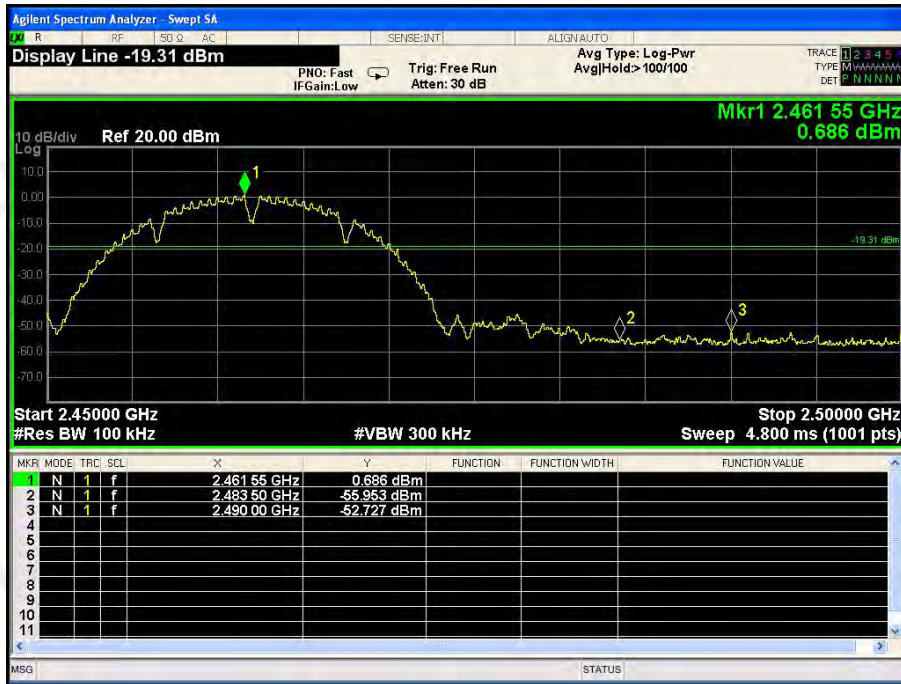 Agilent Spectrum Analyzer - Swept SA
LXI R RF 50 Ω AC SENSE:INT ALIGNAUTO
Display Line -19.31 dBm
PNO: Fast
IFGain:Low
Trig: Free Run
Atten: 30 dB
Avg Type: Log-Pwr
Avg|Hold:>100/100
TRACE 1 2 3 4 5
TYPE M
DET P N N N N N
Mkr1 2.461 55 GHz
0.686 dBm
10 dB/div Ref 20.00 dBm
Log
10.0
0.00
-10.0
-20.0
-30.0
-40.0
-50.0
-60.0
-70.0
1
-19.31 dBm
2
3
Start 2.45000 GHz
Stop 2.50000 GHz
#Res BW 100 kHz
#VBW 300 kHz
Sweep 4.800 ms (1001 pts)
MKR MODE TRC SCL X Y FUNCTION FUNCTION WIDTH FUNCTION VALUE
1 N 1 f 2.461 55 GHz 0.686 dBm
2 N 1 f 2.483 50 GHz -55.953 dBm
3 N 1 f 2.490 00 GHz -52.727 dBm
4
5
6
7
8
9
10
11
MSG STATUS